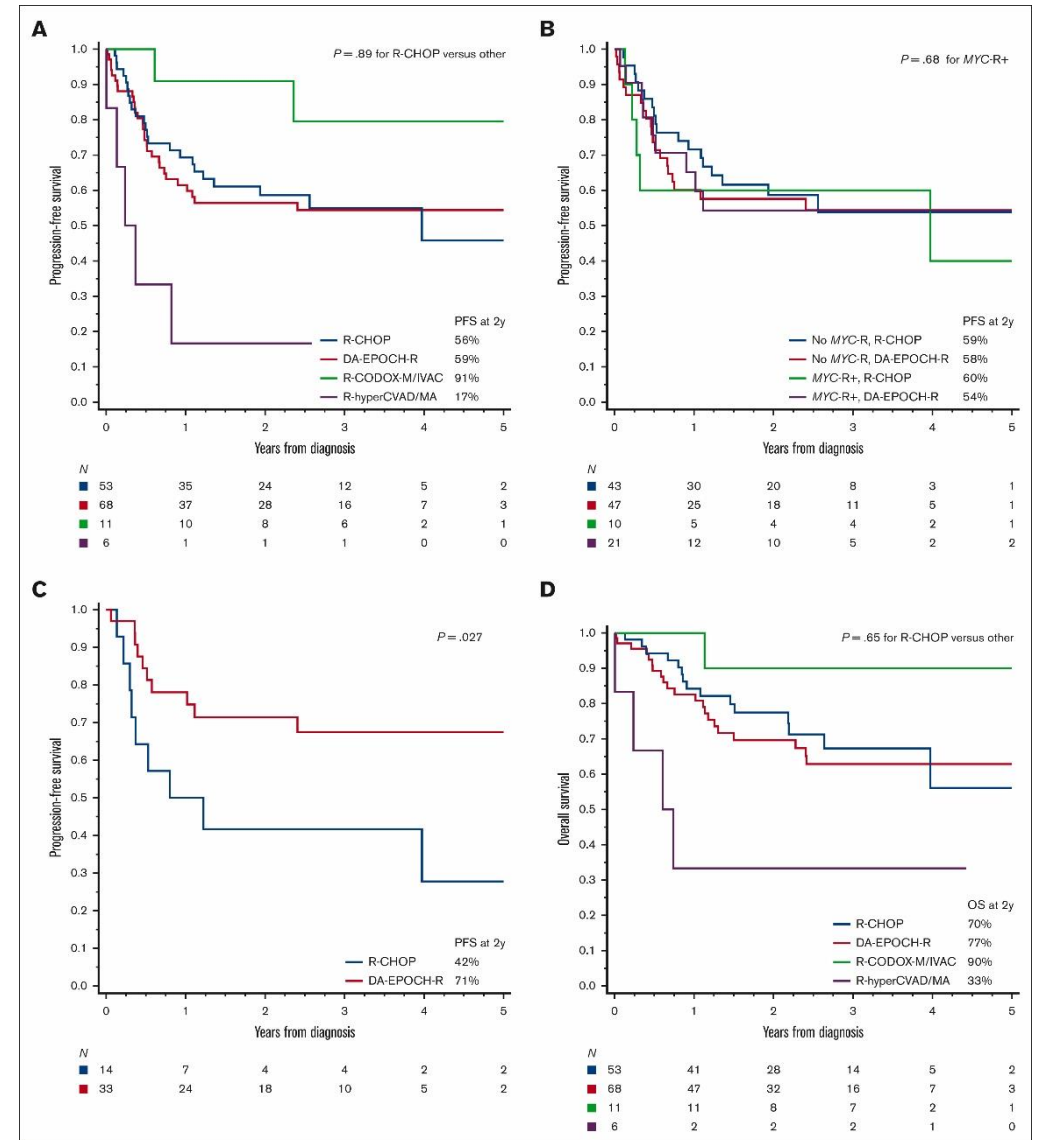 A
P = .89 for R-CHOP versus other
Progression-free survival
1.0
0.9
0.8
0.7
0.6
0.5
0.4
0.3
0.2
0.1
0.0
PFS at 2y
R-CHOP 56%
DA-EPOCH-R 59%
R-CODOX-M/IVAC 91%
R-hyperCVAD/MA 17%
0 1 2 3 4 5
Years from diagnosis
N
53 35 24 12 5 2
68 37 28 16 7 3
11 10 8 6 2 1
6 1 1 1 0 0
B
P = .68 for MYC-R+
Progression-free survival
1.0
0.9
0.8
0.7
0.6
0.5
0.4
0.3
0.2
0.1
0.0
PFS at 2y
No MYC-R, R-CHOP 59%
No MYC-R, DA-EPOCH-R 58%
MYC-R+, R-CHOP 60%
MYC-R+, DA-EPOCH-R 54%
0 1 2 3 4 5
Years from diagnosis
N
43 30 20 8 3 1
47 25 18 11 5 1
10 5 4 4 2 1
21 12 10 5 2 2
C
P = .027
Progression-free survival
1.0
0.9
0.8
0.7
0.6
0.5
0.4
0.3
0.2
0.1
0.0
PFS at 2y
R-CHOP 42%
DA-EPOCH-R 71%
0 1 2 3 4 5
Years from diagnosis
N
14 7 4 4 2 2
33 24 18 10 5 2
D
P = .65 for R-CHOP versus other
Overall survival
1.0
0.9
0.8
0.7
0.6
0.5
0.4
0.3
0.2
0.1
0.0
OS at 2y
R-CHOP 70%
DA-EPOCH-R 77%
R-CODOX-M/IVAC 90%
R-hyperCVAD/MA 33%
0 1 2 3 4 5
Years from diagnosis
N
53 41 28 14 5 2
68 47 32 16 7 3
11 11 8 7 2 1
6 2 2 2 1 0